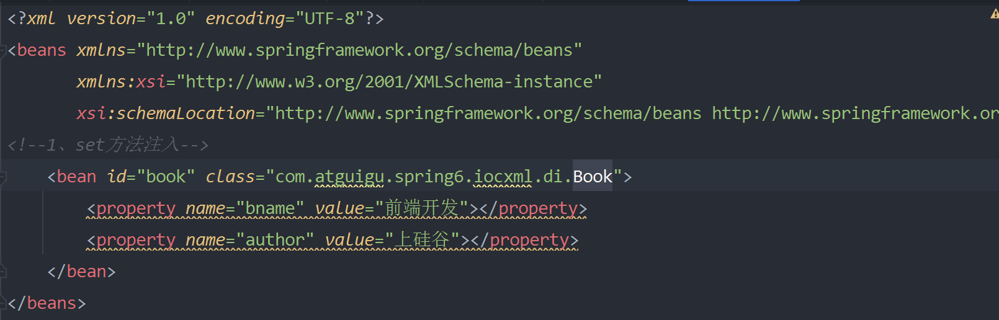 <?xml version="1.0" encoding="UTF-8"?>
<beans xmlns="http://www.springframework.org/schema/beans"
xmlns:xsi="http://www.w3.org/2001/XMLSchema-instance"
xsi:schemaLocation="http://www.springframework.org/schema/beans http://www.springframework.or
<!--1、set方法注入-->
<bean id="book" class="com.atguigu.spring6.iocxml.di.Book">
<property name="bname" value="前端开发"></property>
<property name="author" value="上硅谷"></property>
</bean>
</beans>